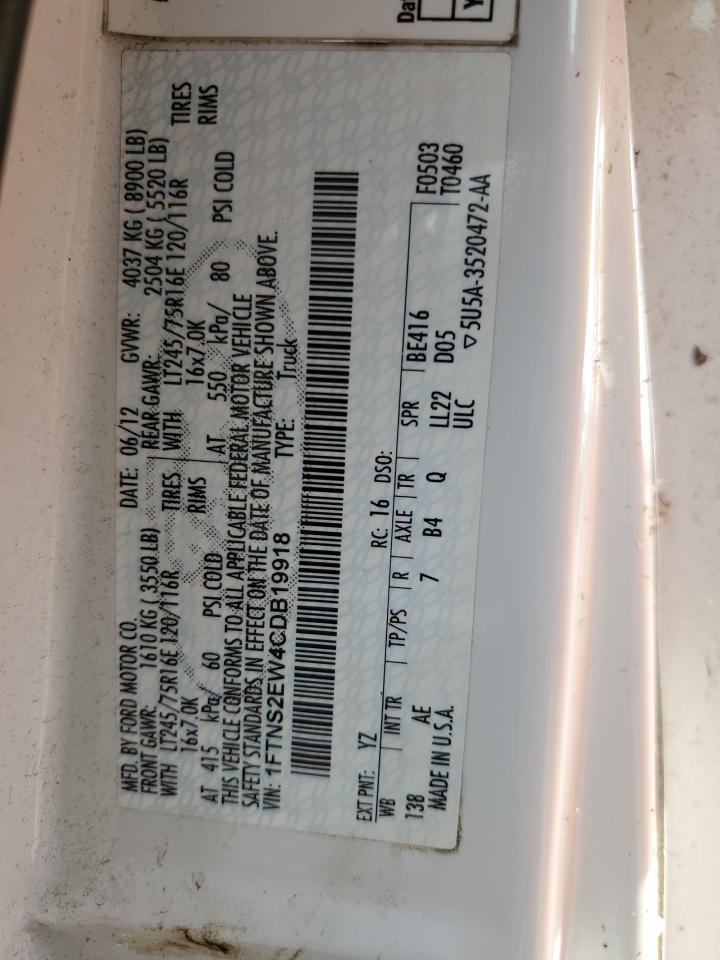 Dat
Y
MFD. BY FORD MOTOR CO. DATE: 06/12 GVWR: 4037 KG ( 8900 LB)
FRONT GAWR: 1610 KG ( 3550 LB) REAR GAWR: 2504 KG ( 5520 LB)
WITH LT245/75R16E 120/116R TIRES WITH LT245/75R16E 120/116R TIRES
16x7.0K RIMS 16x7.0K RIMS
AT 415 kPa/ 60 PSI COLD AT 550 kPa/ 80 PSI COLD
THIS VEHICLE CONFORMS TO ALL APPLICABLE FEDERAL MOTOR VEHICLE
SAFETY STANDARDS IN EFFECT ON THE DATE OF MANUFACTURE SHOWN ABOVE.
VIN: 1FTNS2EW4CDB19918 TYPE: Truck
EXT PNT: YZ RC: 16 DSO:
WB INT TR TP/PS R AXLE TR SPR BE416 F0503
138 AE 7 B4 Q LL22 D05 T0460
MADE IN U.S.A. ULC ▽5U5A-3520472-AA